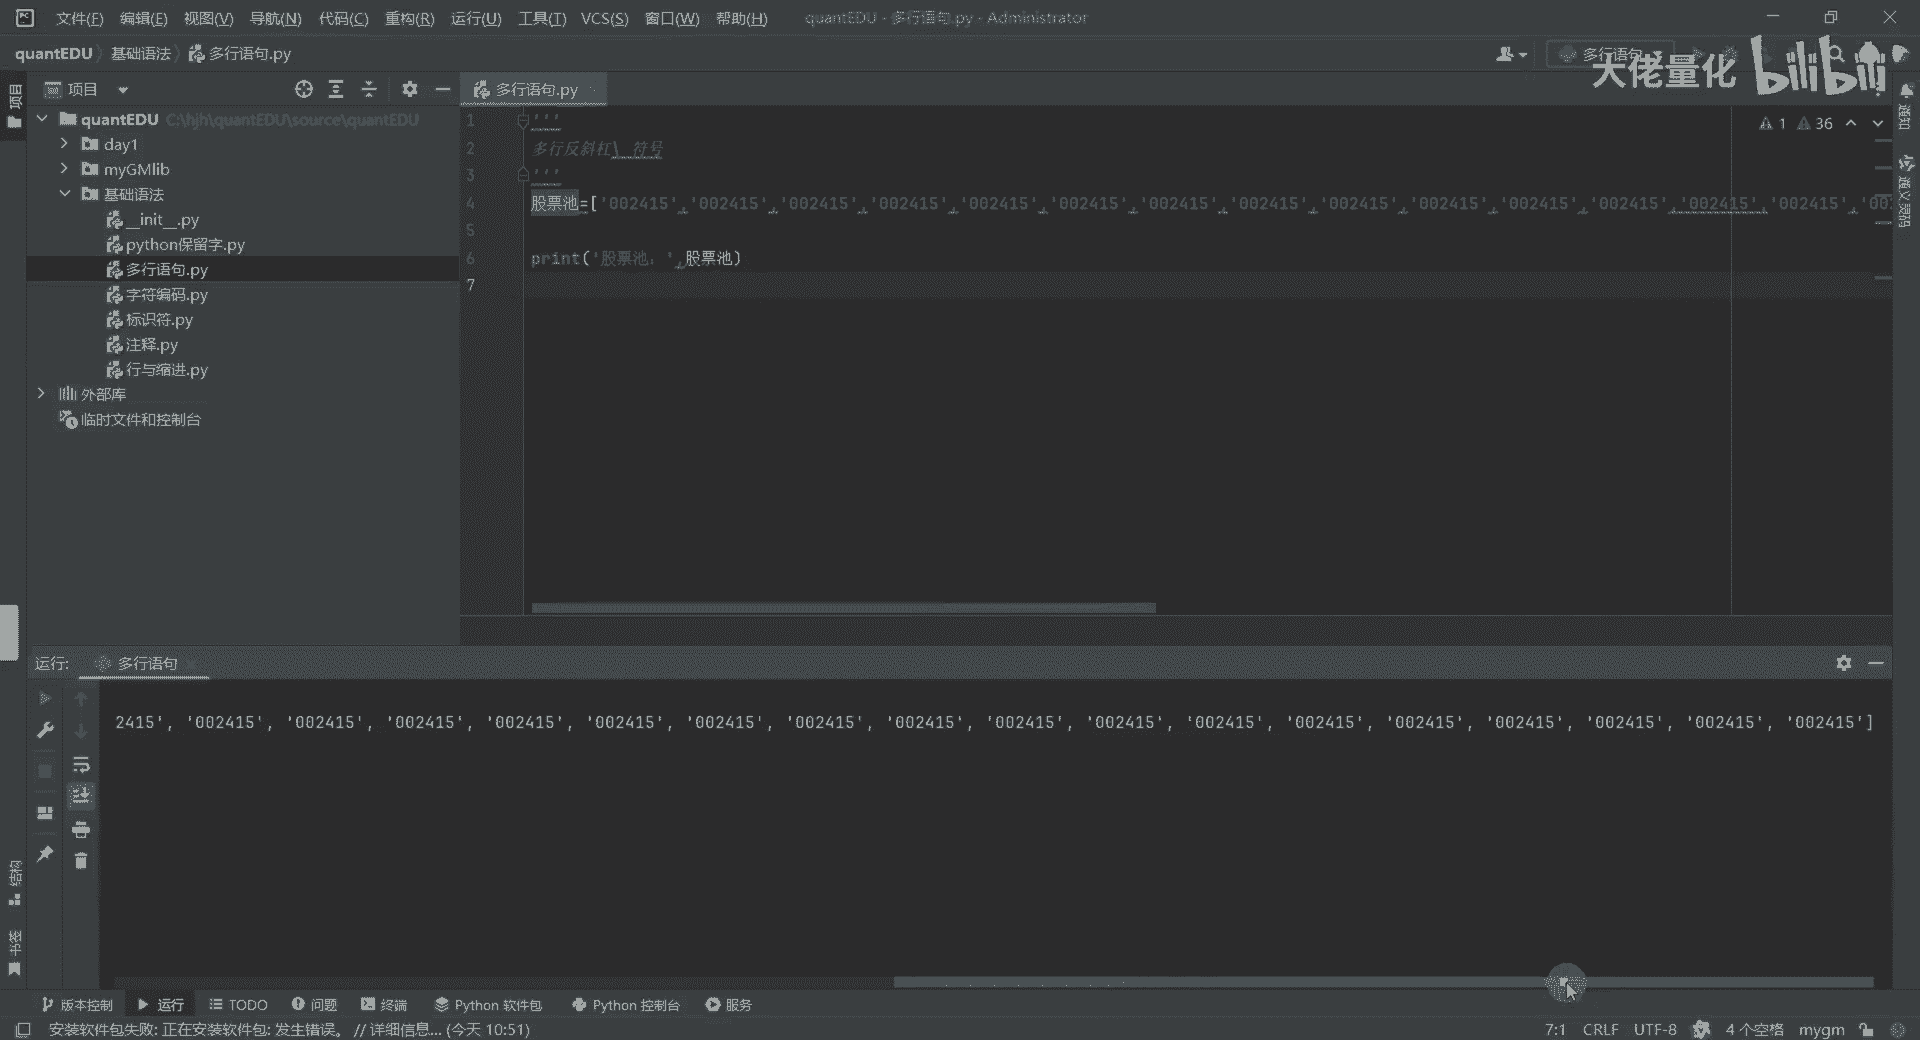 文件(F) 编辑(E) 视图(V) 导航(N) 代码(C) 重构(R) 运行(U) 工具(T) VCS(S) 窗口(W) 帮助(H) quantEDU - 多行语句.py - Administrator
quantEDU 基础语法 多行语句.py
多行语句
大佬量化 bilibili
项目
项目
多行语句.py
通知
通义灵码
quantEDU C:\hjh\quantEDU\source\quantEDU
day1
myGMlib
基础语法
__init__.py
python保留字.py
多行语句.py
字符编码.py
标识符.py
注释.py
行与缩进.py
外部库
临时文件和控制台
1 '''
2 多行反斜杠\ 符号
3 '''
4 股票池=['002415','002415','002415','002415','002415','002415','002415','002415','002415','002415','002415','002415','002415','002415','00
5
6 print('股票池：',股票池)
7
1 36
运行: 多行语句
2415', '002415', '002415', '002415', '002415', '002415', '002415', '002415', '002415', '002415', '002415', '002415', '002415', '002415', '002415', '002415', '002415', '002415']
结构
书签
版本控制 运行 TODO 问题 终端 Python 软件包 Python 控制台 服务
安装软件包失败: 正在安装软件包: 发生错误。 // 详细信息... (今天 10:51) 7:1 CRLF UTF-8 4 个空格 mygm